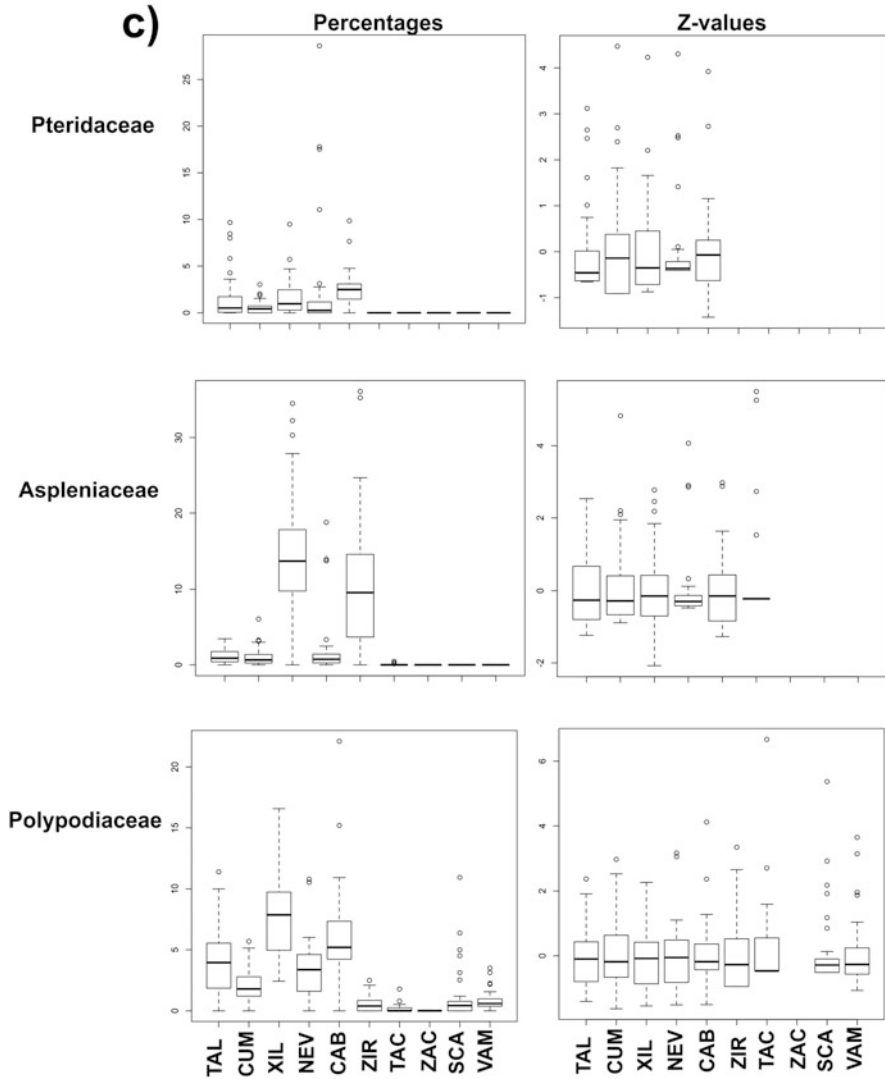 c)
Percentages Z-values
Pteridaceae
0 5 10 15 20 25
-1 0 1 2 3 4
Aspleniaceae
0 10 20 30
-2 0 2 4
Polypodiaceae
0 5 10 15 20
0 2 4 6
TAL CUM XIL NEV CAB ZIR TAC ZAC SCA VAM
TAL CUM XIL NEV CAB ZIR TAC ZAC SCA VAM